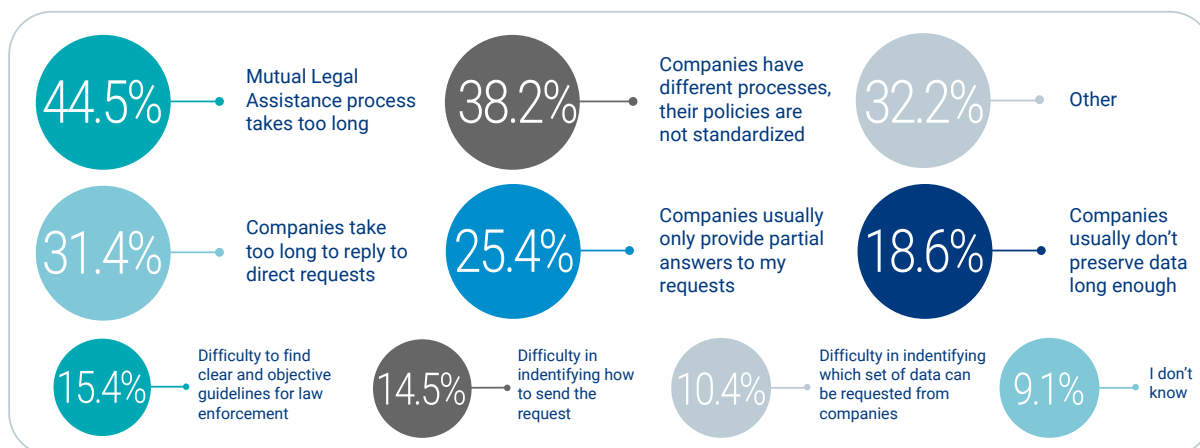 44.5%
Mutual Legal
Assistance process
takes too long
38.2%
Companies have
different processes,
their policies are
not standardized
32.2%
Other
31.4%
Companies take
too long to reply to
direct requests
25.4%
Companies usually
only provide partial
answers to my
requests
18.6%
Companies
usually don't
preserve data
long enough
15.4%
Difficulty to find
clear and objective
guidelines for law
enforcement
14.5%
Difficulty in
indentifying how
to send the
request
10.4%
Difficulty in indentifying
which set of data can
be requested from
companies
9.1%
I don't
know